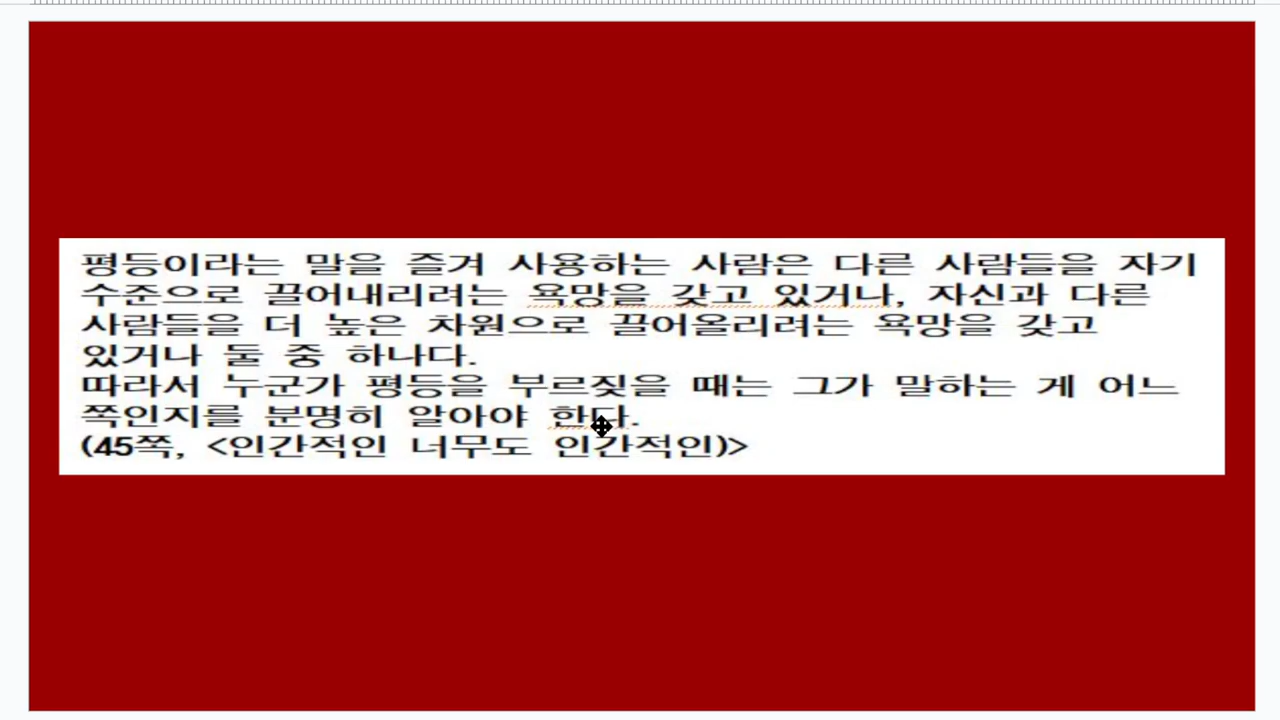 평등이라는 말을 즐겨 사용하는 사람은 다른 사람들을 자기
수준으로 끌어내리려는 욕망을 갖고 있거나, 자신과 다른
사람들을 더 높은 차원으로 끌어올리려는 욕망을 갖고
있거나 둘 중 하나다.
따라서 누군가 평등을 부르짖을 때는 그가 말하는 게 어느
쪽인지를 분명히 알아야 한다.
(45쪽, <인간적인 너무도 인간적인)>